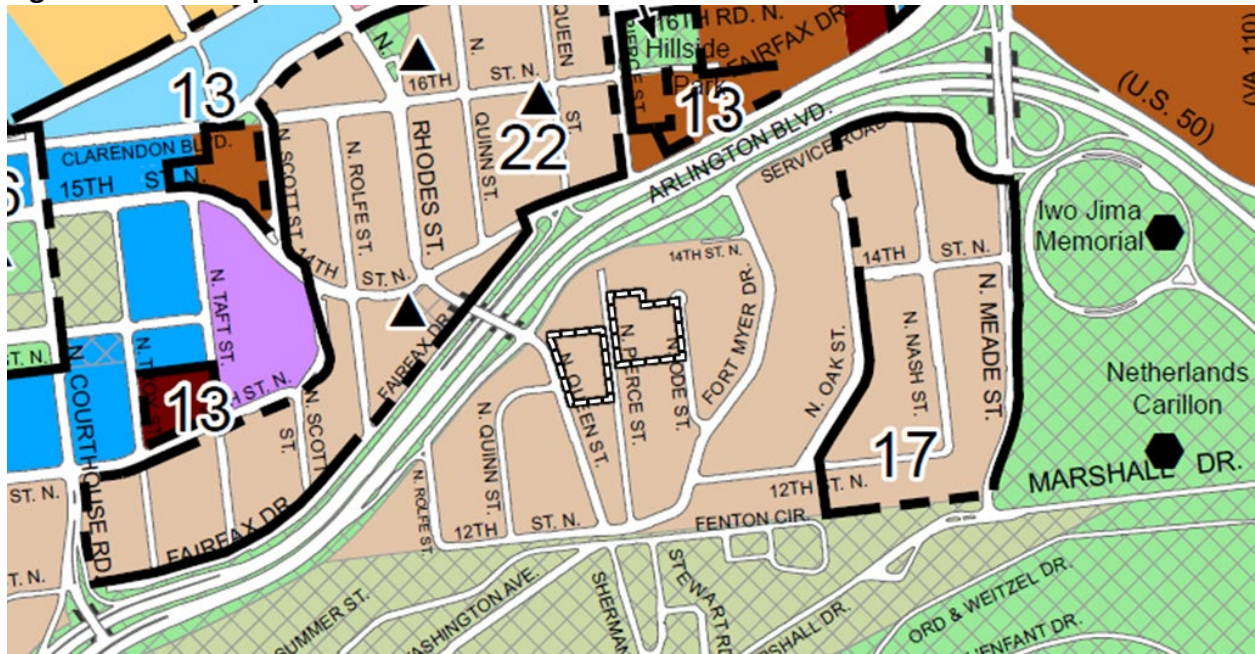 16TH RD. N.
Hillside
Park
FAIRFAX DR.
PIERCE ST.
N.
QUEEN
ST.
N.
16TH
ST. N.
13
13
22
(U.S. 50)
ARLINGTON BLVD.
SERVICE ROAD
CLARENDON BLVD.
15TH ST. N.
N. SCOTT ST.
N. ROLFE ST.
RHODES ST.
QUINN ST.
14TH ST. N.
Iwo Jima
Memorial
14TH ST. N.
14TH ST. N.
N. TAFT ST.
FAIRFAX DR.
N. QUEEN ST.
N. PIERCE ST.
N. ODE ST.
FORT MYER DR.
N. OAK ST.
N. NASH ST.
N. MEADE ST.
Netherlands
Carillon
13
ST. N.
ST. N.
N. COURTHOUSE RD.
N. SCOTT
ST.
N. QUINN ST.
N. ROLFE ST.
17
MARSHALL DR.
12TH ST. N.
12TH ST. N.
FENTON CIR.
FAIRFAX DR.
ST. N.
SUMMER ST.
WASHINGTON AVE.
SHERMAN
STEWART RD
MARSHALL DR.
ORD & WEITZEL DR.